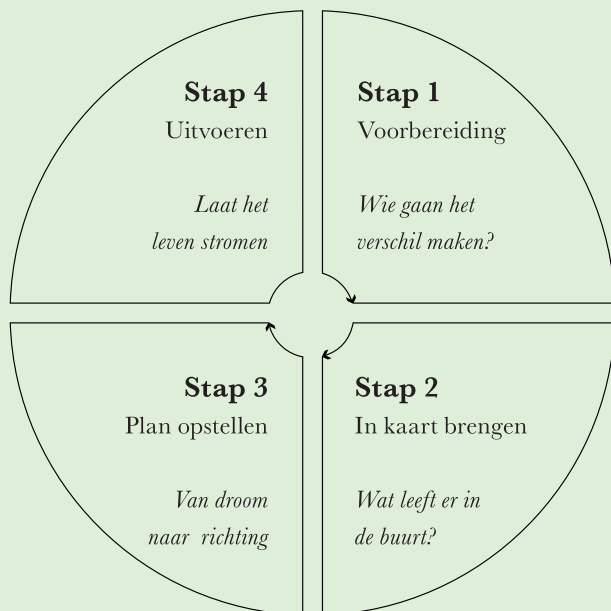 Stap 4
Uitvoeren
Laat het
leven stromen
Stap 1
Voorbereiding
Wie gaan het
verschil maken?
Stap 3
Plan opstellen
Van droom
naar richting
Stap 2
In kaart brengen
Wat leeft er in
de buurt?